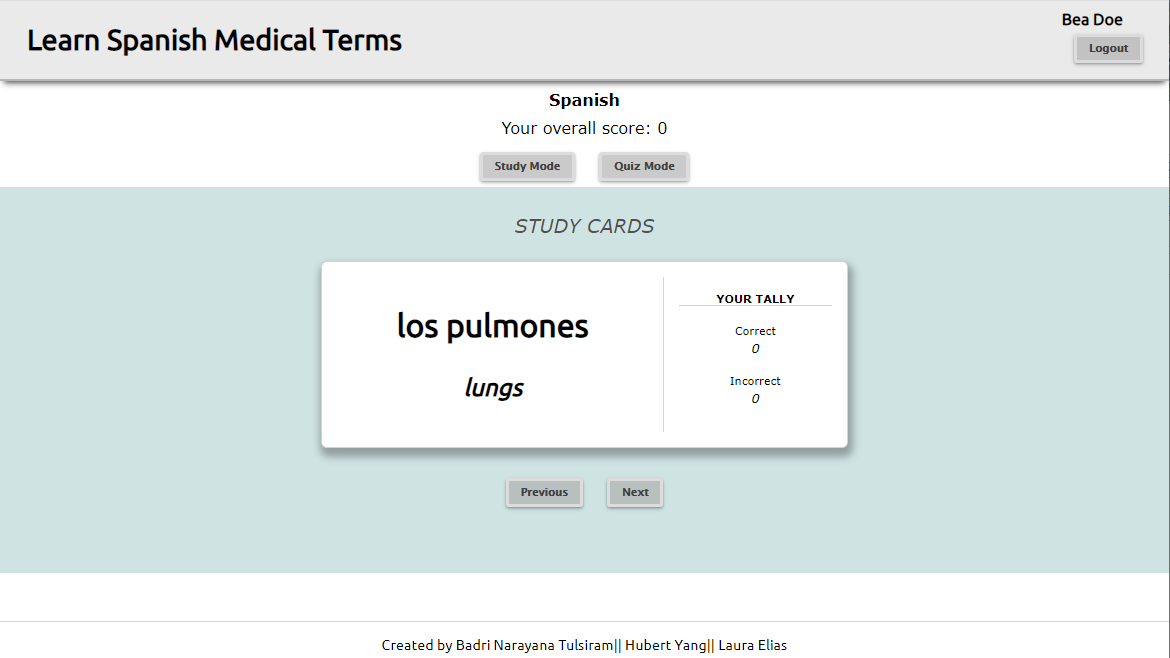 Learn Spanish Medical Terms
Bea Doe
Logout
Spanish
Your overall score: 0
Study Mode
Quiz Mode
STUDY CARDS
los pulmones
lungs
YOUR TALLY
Correct
0
Incorrect
0
Previous
Next
Created by Badri Narayana Tulsiram|| Hubert Yang|| Laura Elias